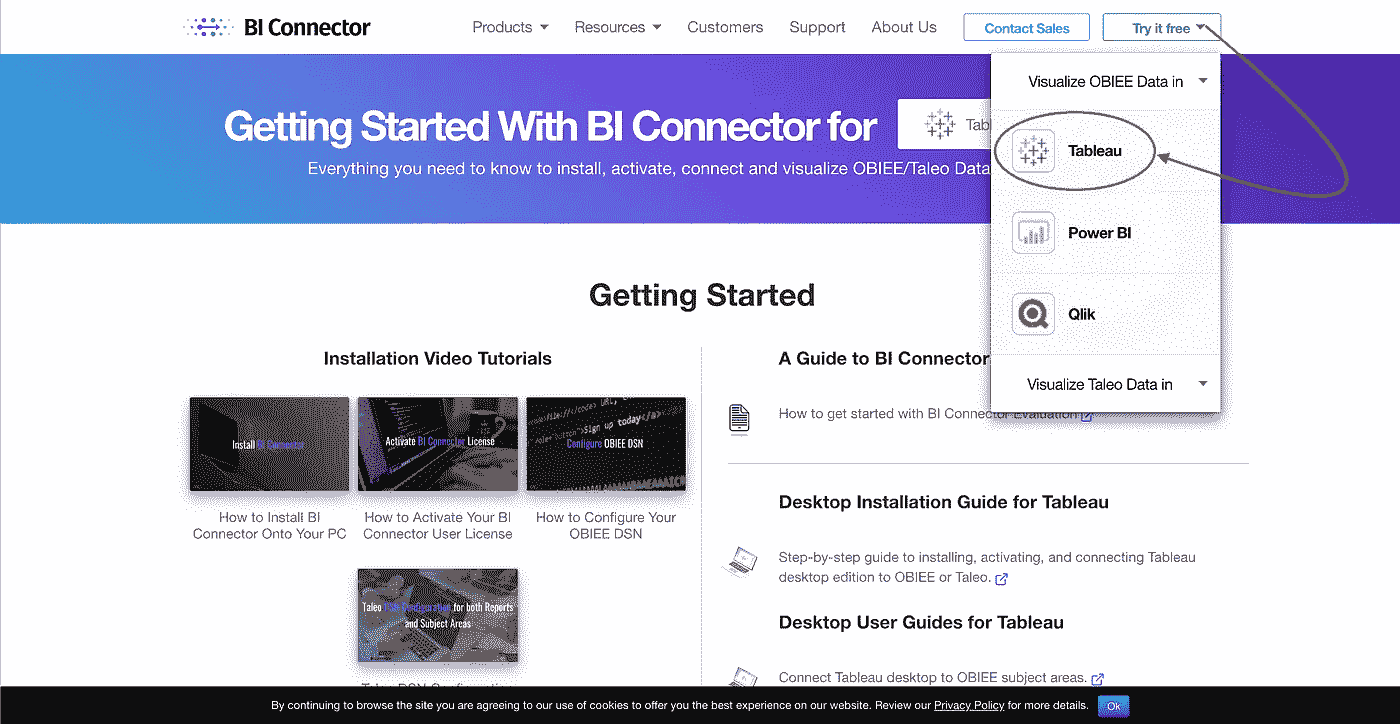 BI Connector
Products
Resources
Customers
Support
About Us
Contact Sales
Try it free
Visualize OBIEE Data in
Tableau
Power BI
Qlik
Visualize Taleo Data in
Getting Started With BI Connector for
Everything you need to know to install, activate, connect and visualize OBIEE/Taleo Data
Getting Started
Installation Video Tutorials
Install BI Connector
Activate BI Connector License
Sign up today
Configure OBIEE DSN
How to Install BI
Connector Onto Your PC
How to Activate Your BI
Connector User License
How to Configure Your
OBIEE DSN
Taleo DSN Configuration for both Reports
and Subject Areas
A Guide to BI Connector
How to get started with BI Connector Evaluation
Desktop Installation Guide for Tableau
Step-by-step guide to installing, activating, and connecting Tableau
desktop edition to OBIEE or Taleo.
Desktop User Guides for Tableau
Connect Tableau desktop to OBIEE subject areas.
By continuing to browse the site you are agreeing to our use of cookies to offer you the best experience on our website. Review our Privacy Policy for more details.
Ok